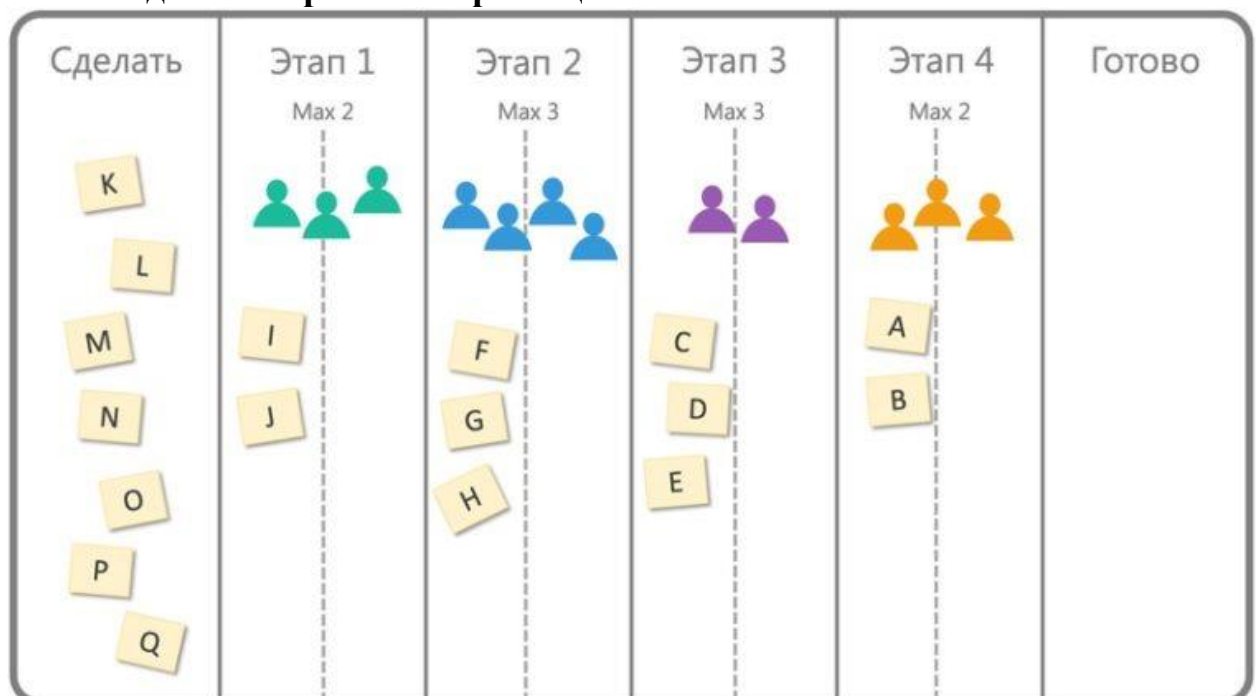 Сделать
Этап 1
Этап 2
Этап 3
Этап 4
Готово
Max 2
Max 3
Max 3
Max 2
K
L
M
N
O
P
Q
I
J
F
G
H
C
D
E
A
B